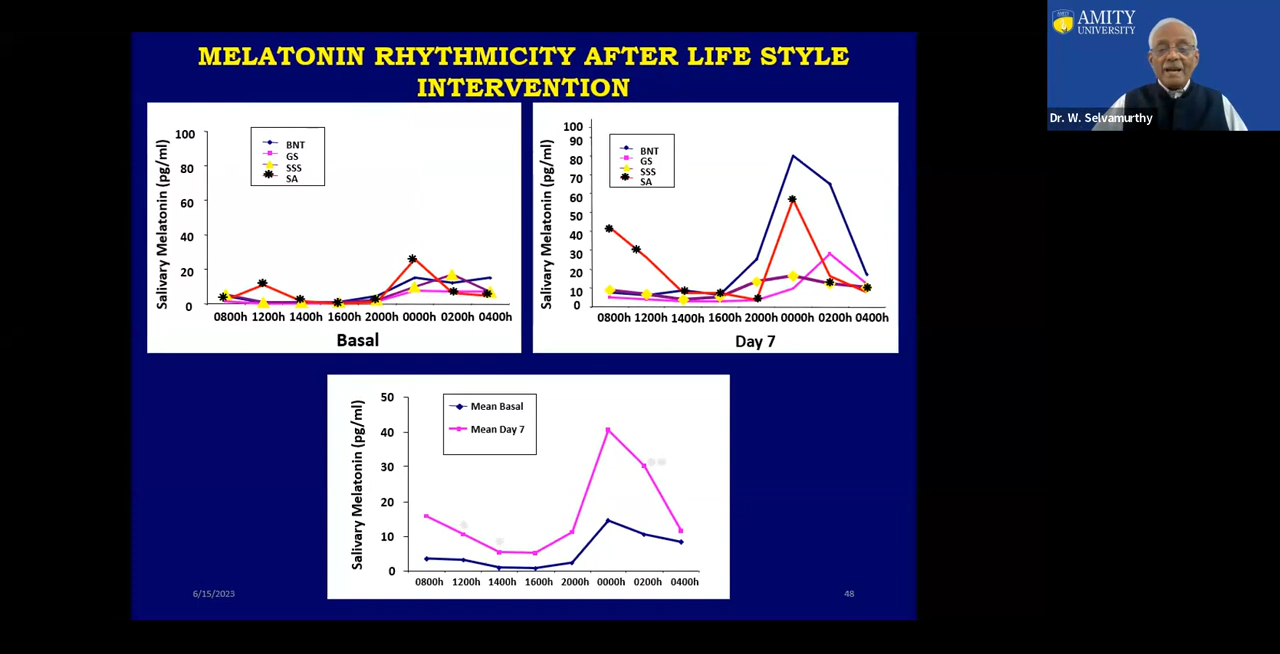 MELATONIN RHYTHMICITY AFTER LIFE STYLE
INTERVENTION
AMITY
UNIVERSITY
Dr. W. Selvamurthy
Salivary Melatonin (pg/ml)
100
80
60
40
20
0
BNT
GS
SSS
SA
0800h 1200h 1400h 1600h 2000h 0000h 0200h 0400h
Basal
Salivary Melatonin (pg/ml)
100
90
80
70
60
50
40
30
20
10
0
BNT
GS
SSS
SA
0800h 1200h 1400h 1600h 2000h 0000h 0200h 0400h
Day 7
Salivary Melatonin (pg/ml)
50
40
30
20
10
0
Mean Basal
Mean Day 7
0800h 1200h 1400h 1600h 2000h 0000h 0200h 0400h
6/15/2023
48